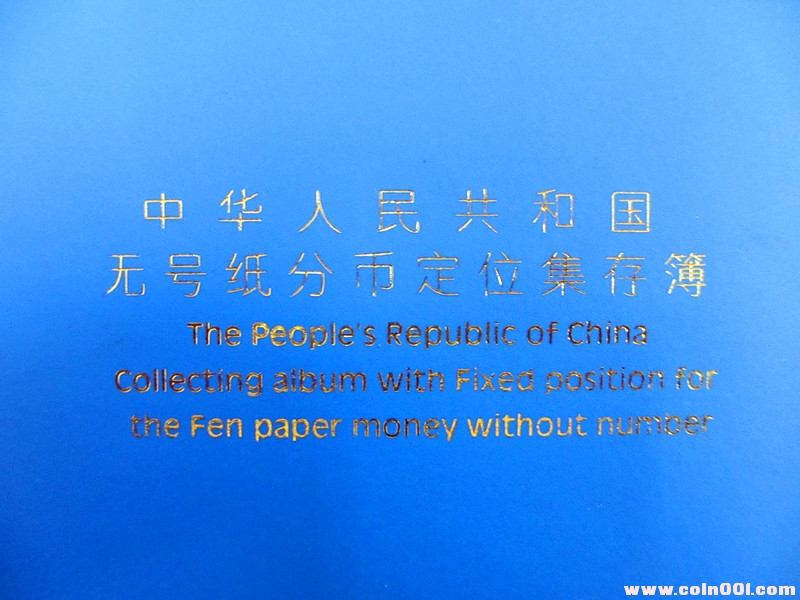 中华人民共和国
无号纸分币定位集存簿
The People's Republic of China
Collecting album with Fixed position for
the Fen paper money without number
www.coin001.com